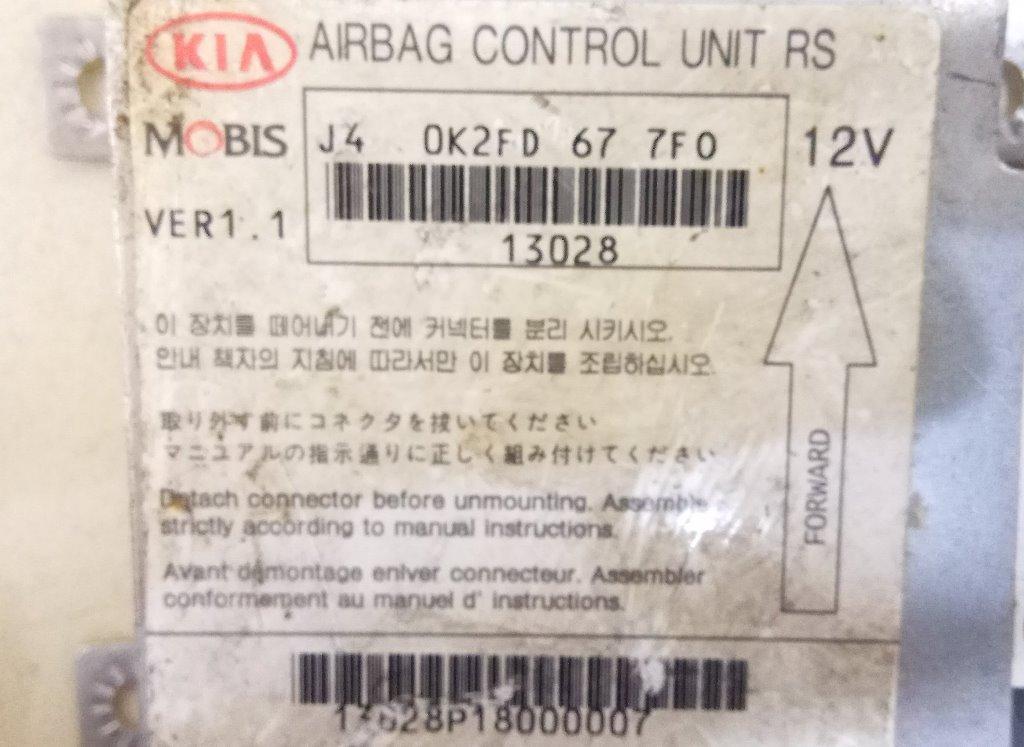 KIA AIRBAG CONTROL UNIT RS
MOBIS J4 0K2FD 67 7F0 12V
VER1.1
13028
이 장치를 떼어내기 전에 커넥터를 분리 시키시오.
안내 책자의 지침에 따라서만 이 장치를 조립하십시오.
取り外す前にコネクタを抜いてください
マニュアルの指示通りに正しく組み付けてください
Detach connector before unmounting. Assemble
strictly according to manual instructions.
Avant démontage enlver connecteur. Assembler
conformement au manuel d' instructions.
FORWARD
13028P18000007